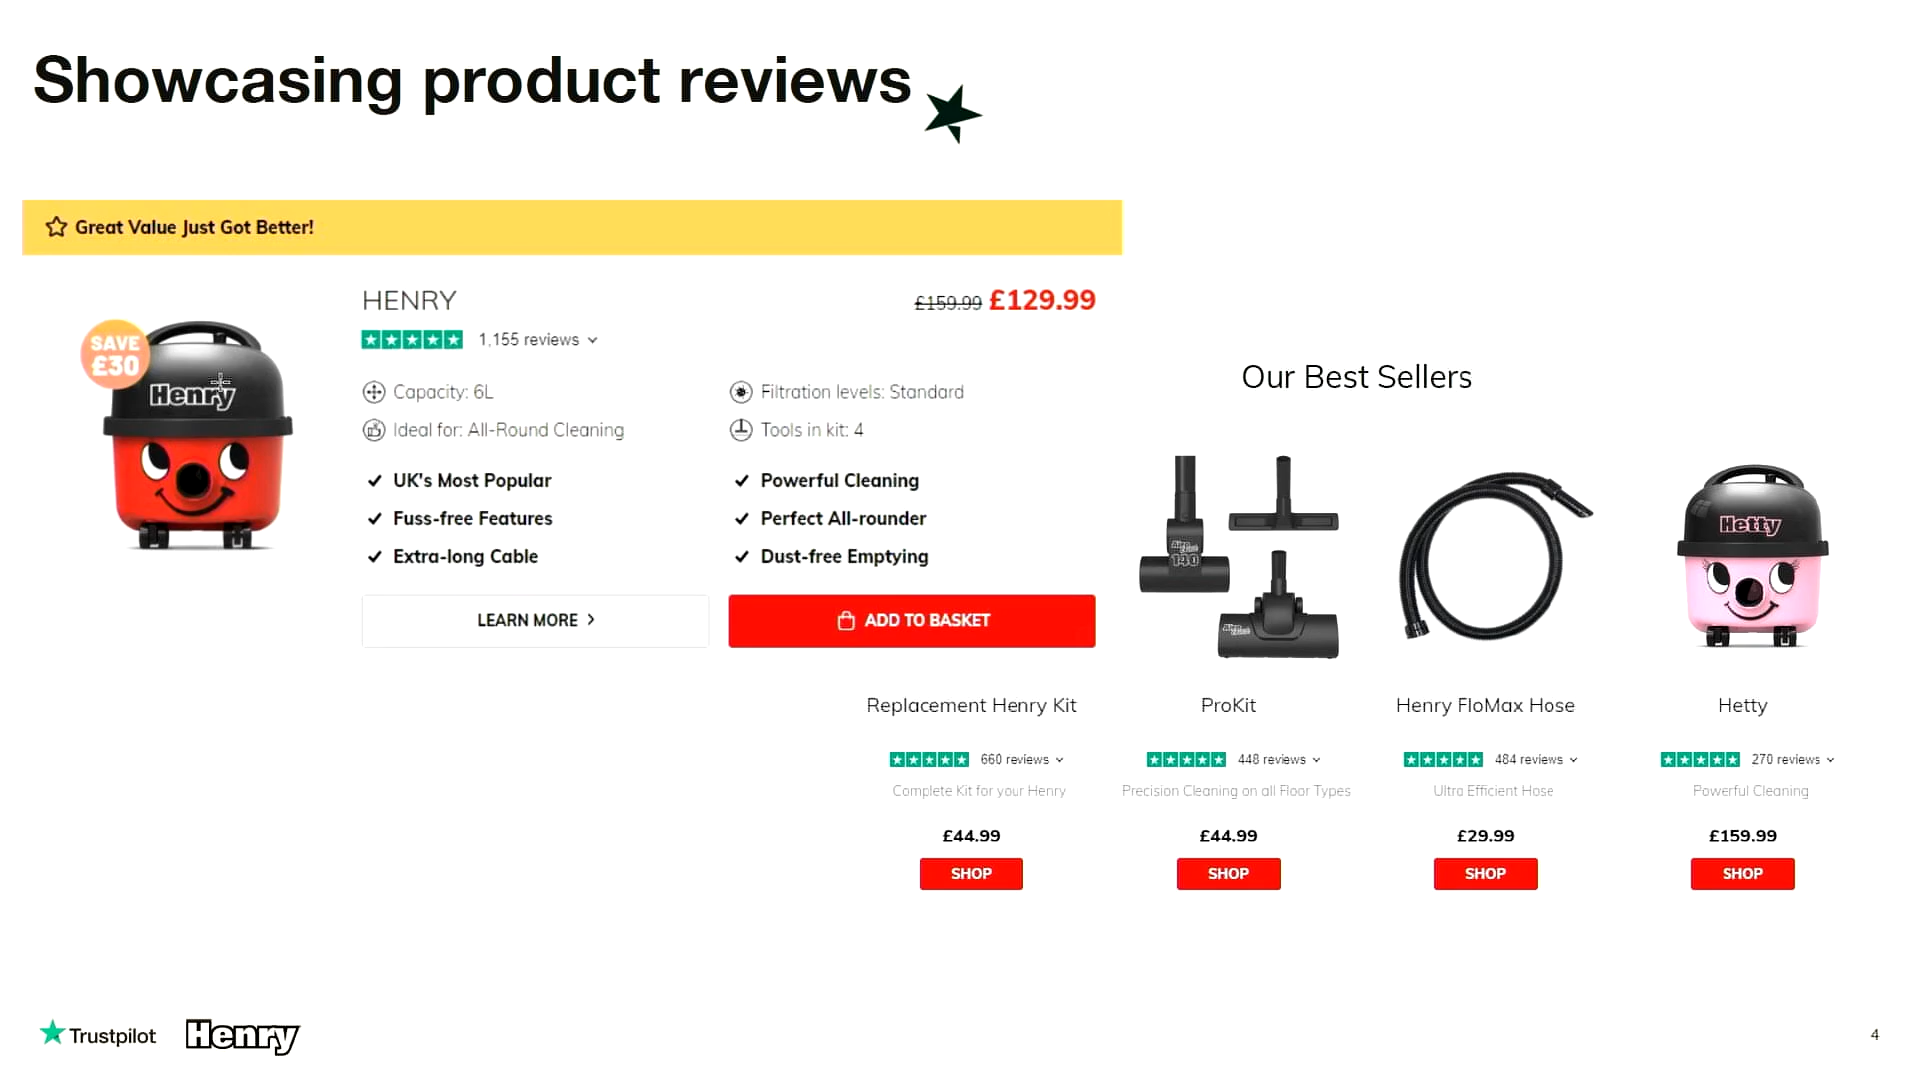 Showcasing product reviews
Great Value Just Got Better!
HENRY
£159.99 £129.99
1,155 reviews
SAVE
£30
Henry
Capacity: 6L
Filtration levels: Standard
Ideal for: All-Round Cleaning
Tools in kit: 4
UK's Most Popular
Powerful Cleaning
Fuss-free Features
Perfect All-rounder
Extra-long Cable
Dust-free Emptying
LEARN MORE
ADD TO BASKET
Our Best Sellers
140
Hetty
Replacement Henry Kit
ProKit
Henry FloMax Hose
Hetty
660 reviews
448 reviews
484 reviews
270 reviews
Complete Kit for your Henry
Precision Cleaning on all Floor Types
Ultra Efficient Hose
Powerful Cleaning
£44.99
£44.99
£29.99
£159.99
SHOP
SHOP
SHOP
SHOP
Trustpilot
Henry
4